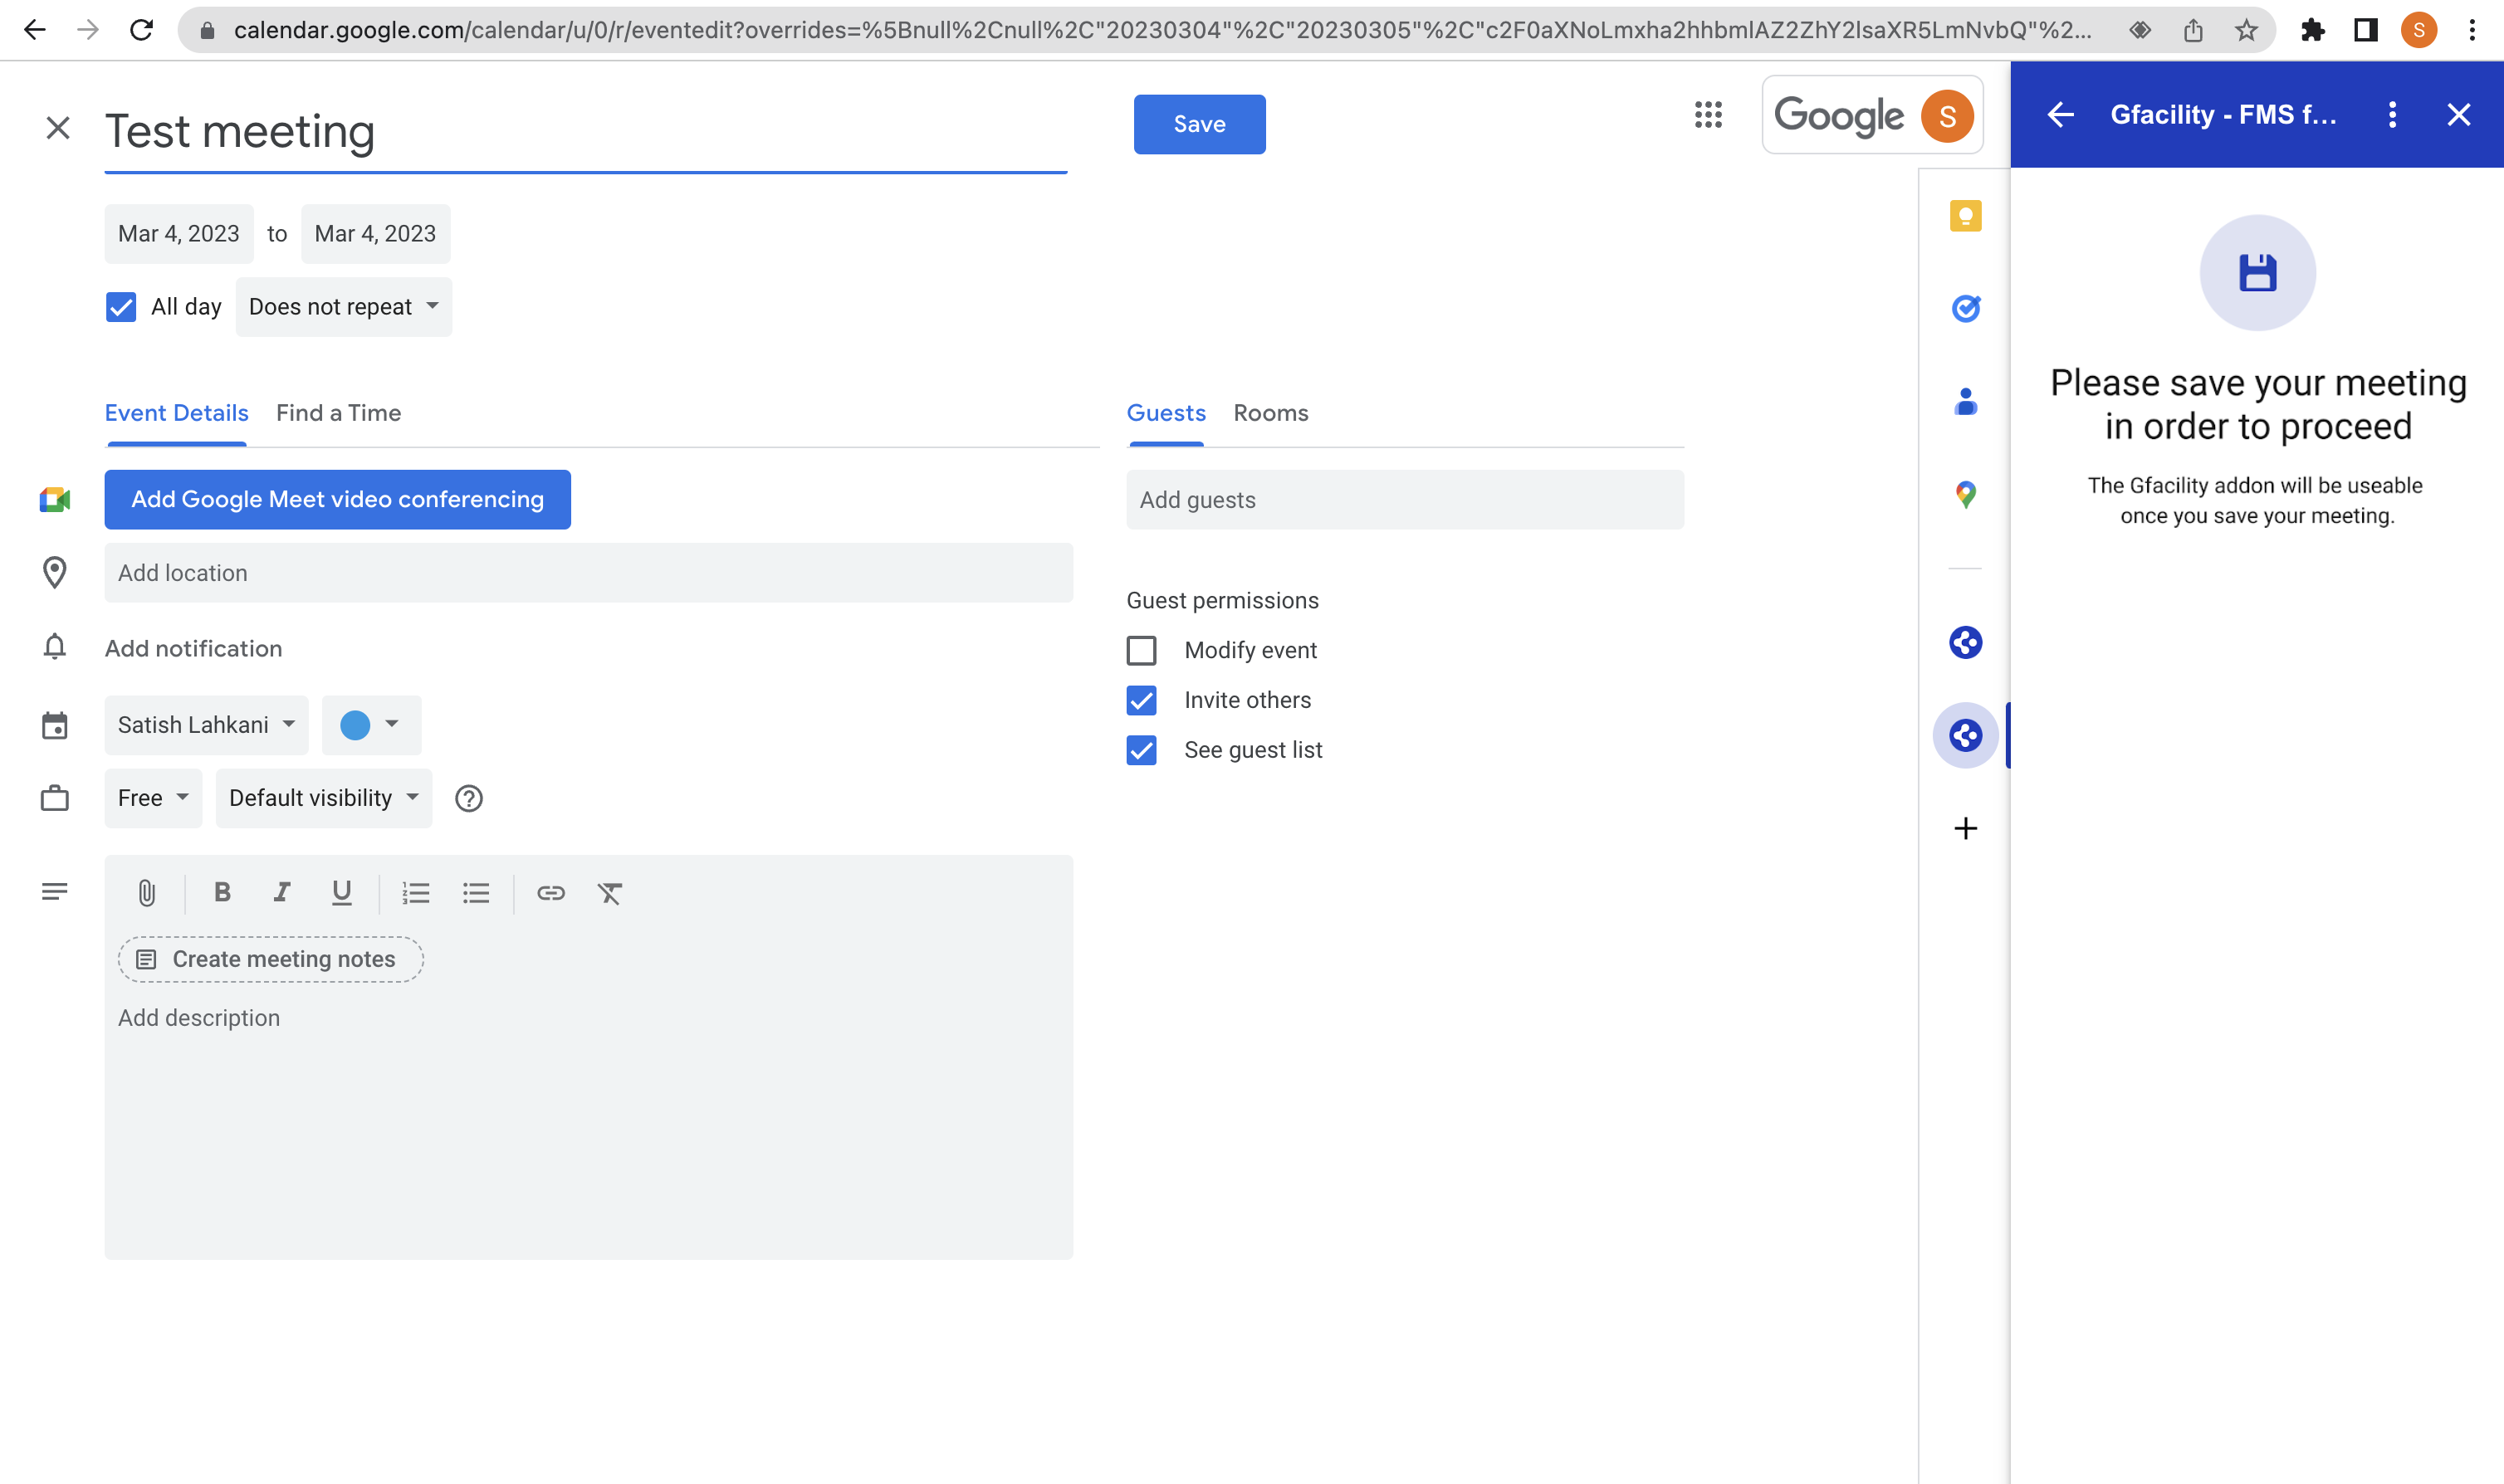 calendar.google.com/calendar/u/0/r/eventedit?overrides=%5Bnull%2Cnull%2C"20230304"%2C"20230305"%2C"c2F0aXNoLmxha2hhbmlAZ2ZhY2lsaXR5LmNvbQ"%2...
S
Test meeting
Save
Google S
Gfacility - FMS f...
Mar 4, 2023 to Mar 4, 2023
All day Does not repeat
Please save your meeting
in order to proceed
The Gfacility addon will be useable
once you save your meeting.
Event Details Find a Time
Guests Rooms
Add Google Meet video conferencing
Add guests
Add location
Guest permissions
Add notification
Modify event
Invite others
Satish Lahkani
See guest list
Free Default visibility
B I U
Create meeting notes
Add description